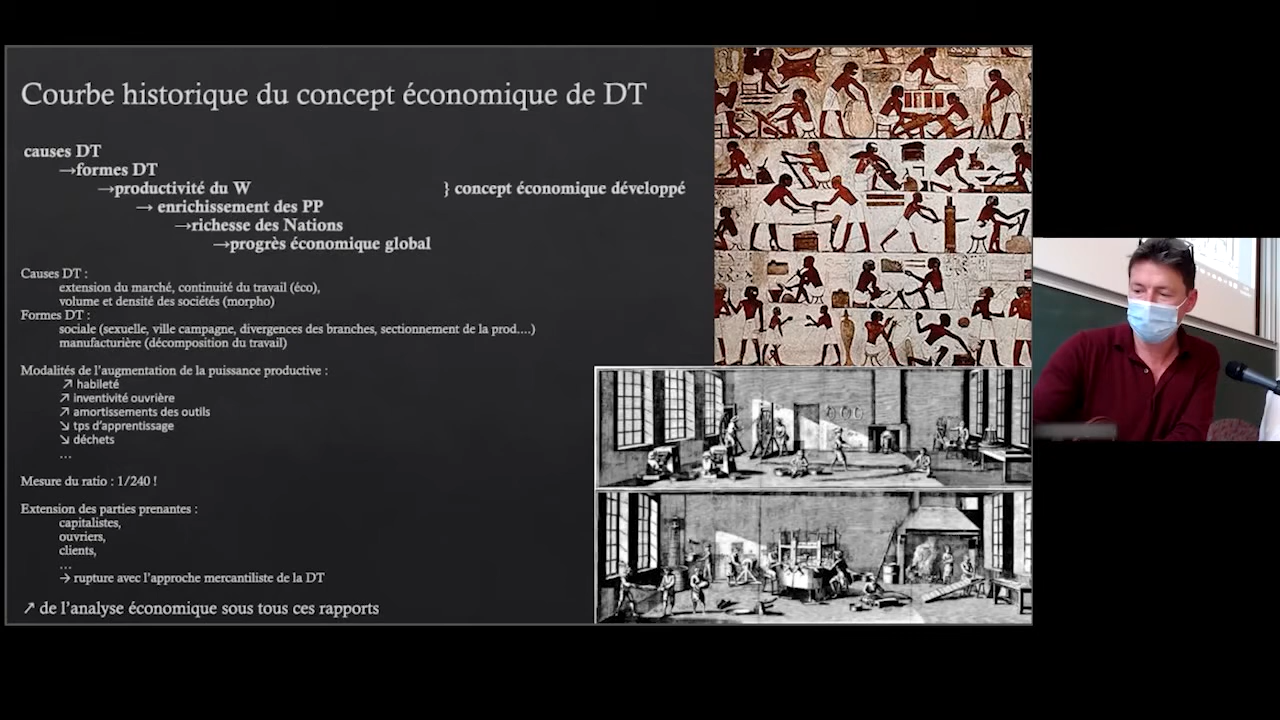 Courbe historique du concept économique de DT
causes DT
→formes DT
→productivité du W } concept économique développé
→ enrichissement des PP
→richesse des Nations
→progrès économique global
Causes DT :
extension du marché, continuité du travail (éco),
volume et densité des sociétés (morpho)
Formes DT :
sociale (sexuelle, ville campagne, divergences des branches, sectionnement de la prod....)
manufacturière (décomposition du travail)
Modalités de l’augmentation de la puissance productive :
↗ habileté
↗ inventivité ouvrière
↗ amortissements des outils
↘ tps d’apprentissage
↘ déchets
…
Mesure du ratio : 1/240 !
Extension des parties prenantes :
capitalistes,
ouvriers,
clients,
…
→ rupture avec l’approche mercantiliste de la DT
↗ de l’analyse économique sous tous ces rapports